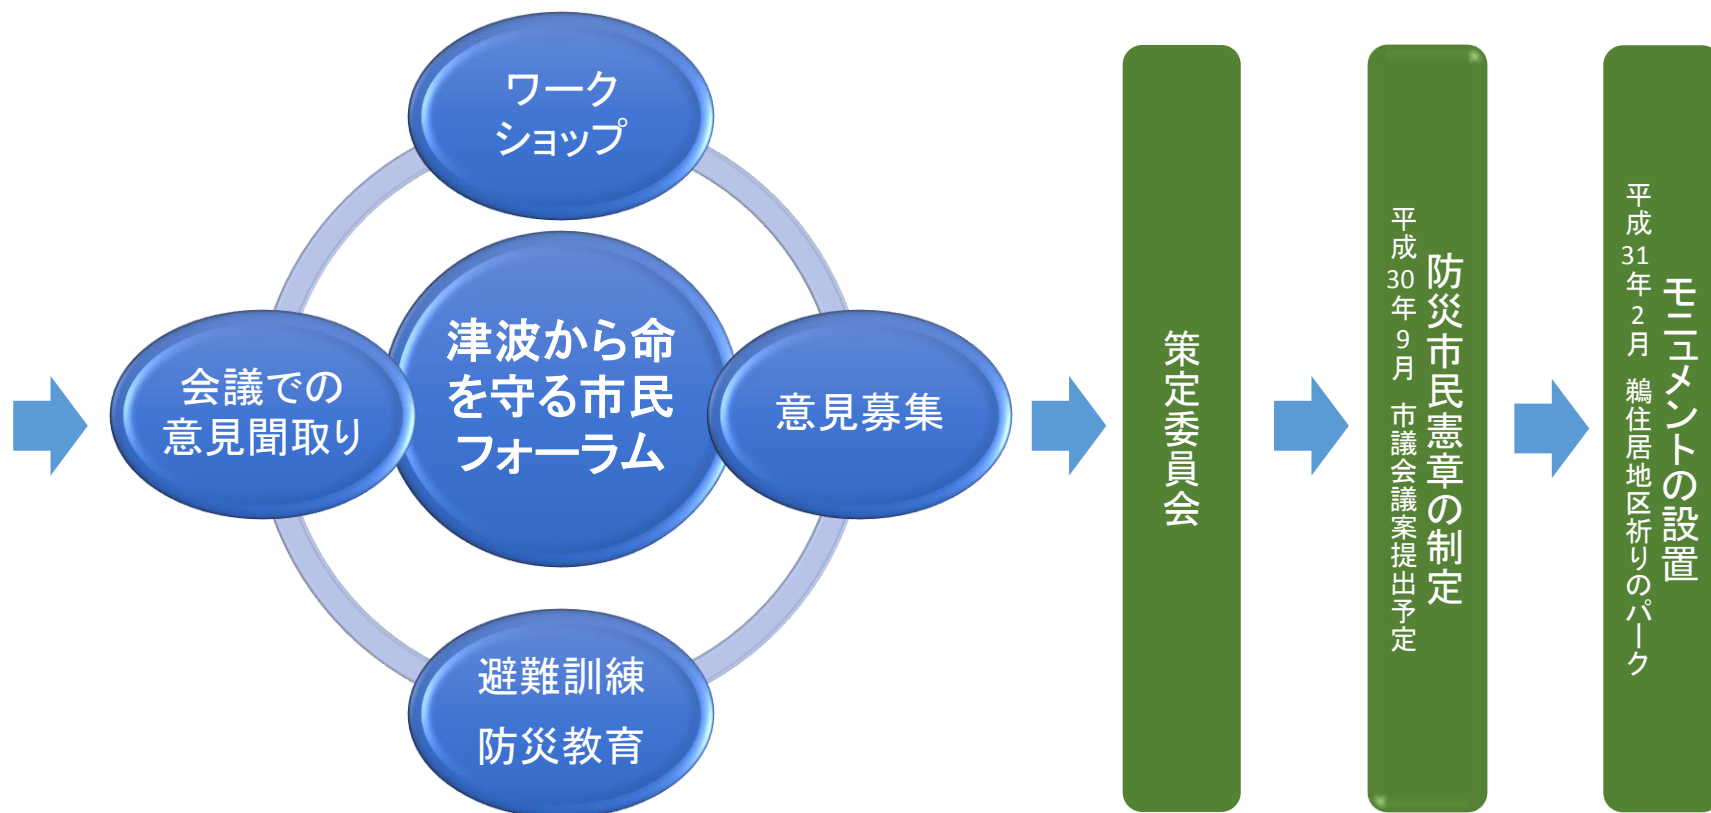 ワーク
ショップ
津波から命
を守る市民
フォーラム
会議での
意見聞取り
意見募集
避難訓練
防災教育
策定委員会
防災市民憲章の制定
平成30年9月 市議会議案提出予定
モニュメントの設置
平成31年2月 鵜住居地区祈りのパーク